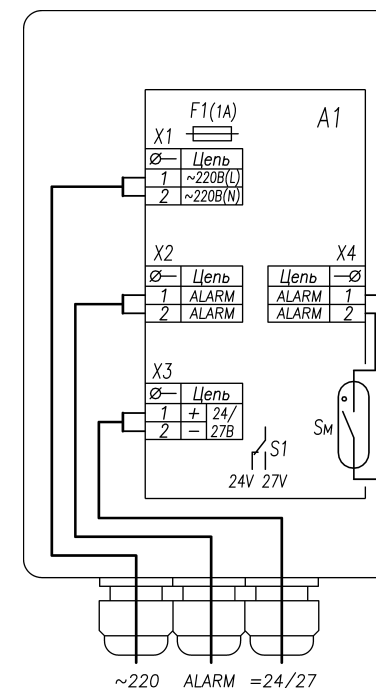 F1(1A)
A1
X1
Цепь
1 ~220В(L)
2 ~220В(N)
X2
Цепь
1 ALARM
2 ALARM
X4
Цепь
ALARM 1
ALARM 2
X3
Цепь
1 + 24/
2 − 27В
Sм
S1
24V 27V
~220 ALARM =24/27